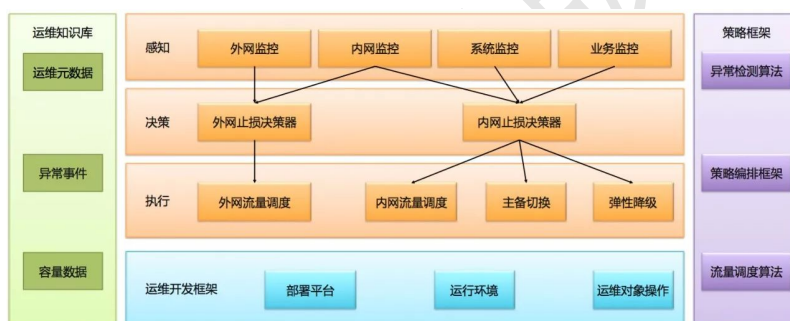 运维知识库
运维元数据
异常事件
容量数据
感知
外网监控
内网监控
系统监控
业务监控
决策
外网止损决策器
内网止损决策器
执行
外网流量调度
内网流量调度
主备切换
弹性降级
运维开发框架
部署平台
运行环境
运维对象操作
策略框架
异常检测算法
策略编排框架
流量调度算法